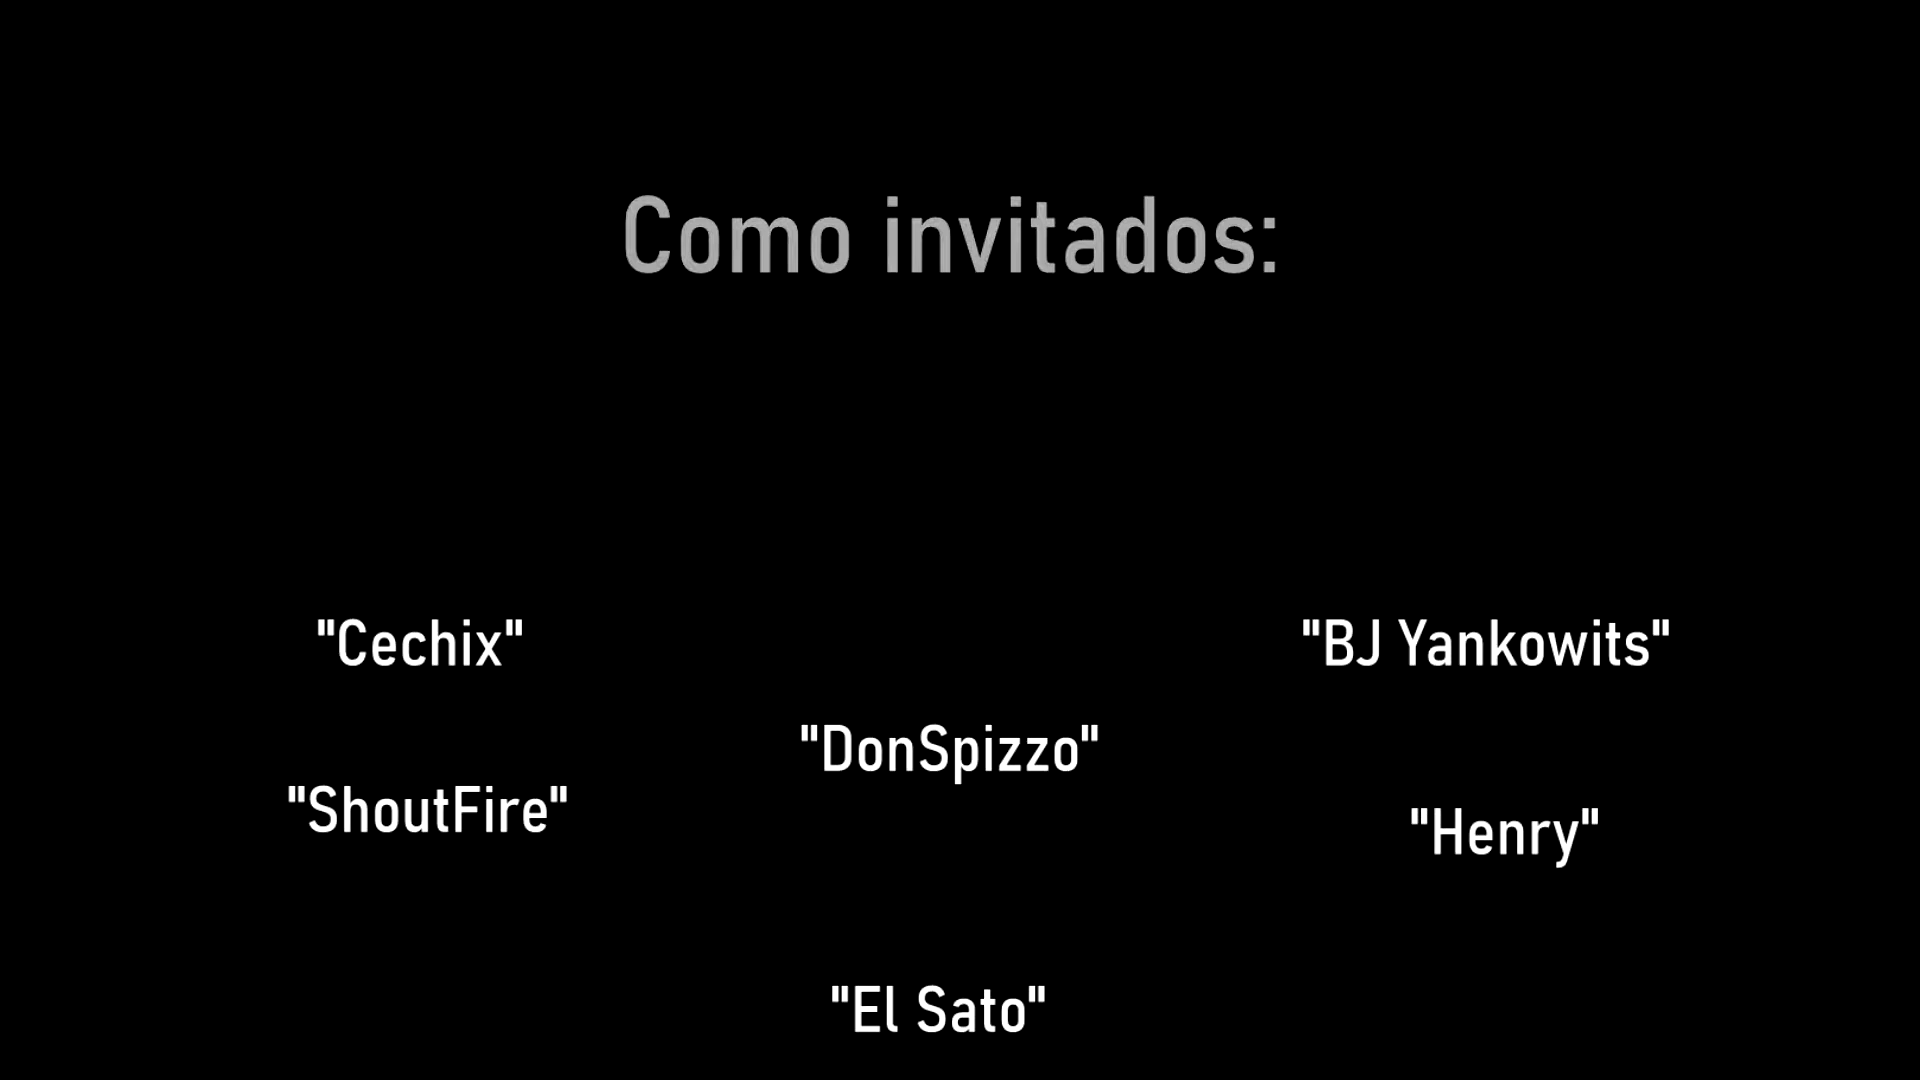 Como invitados:
"Cechix"
"BJ Yankowits"
"DonSpizzo"
"ShoutFire"
"Henry"
"El Sato"